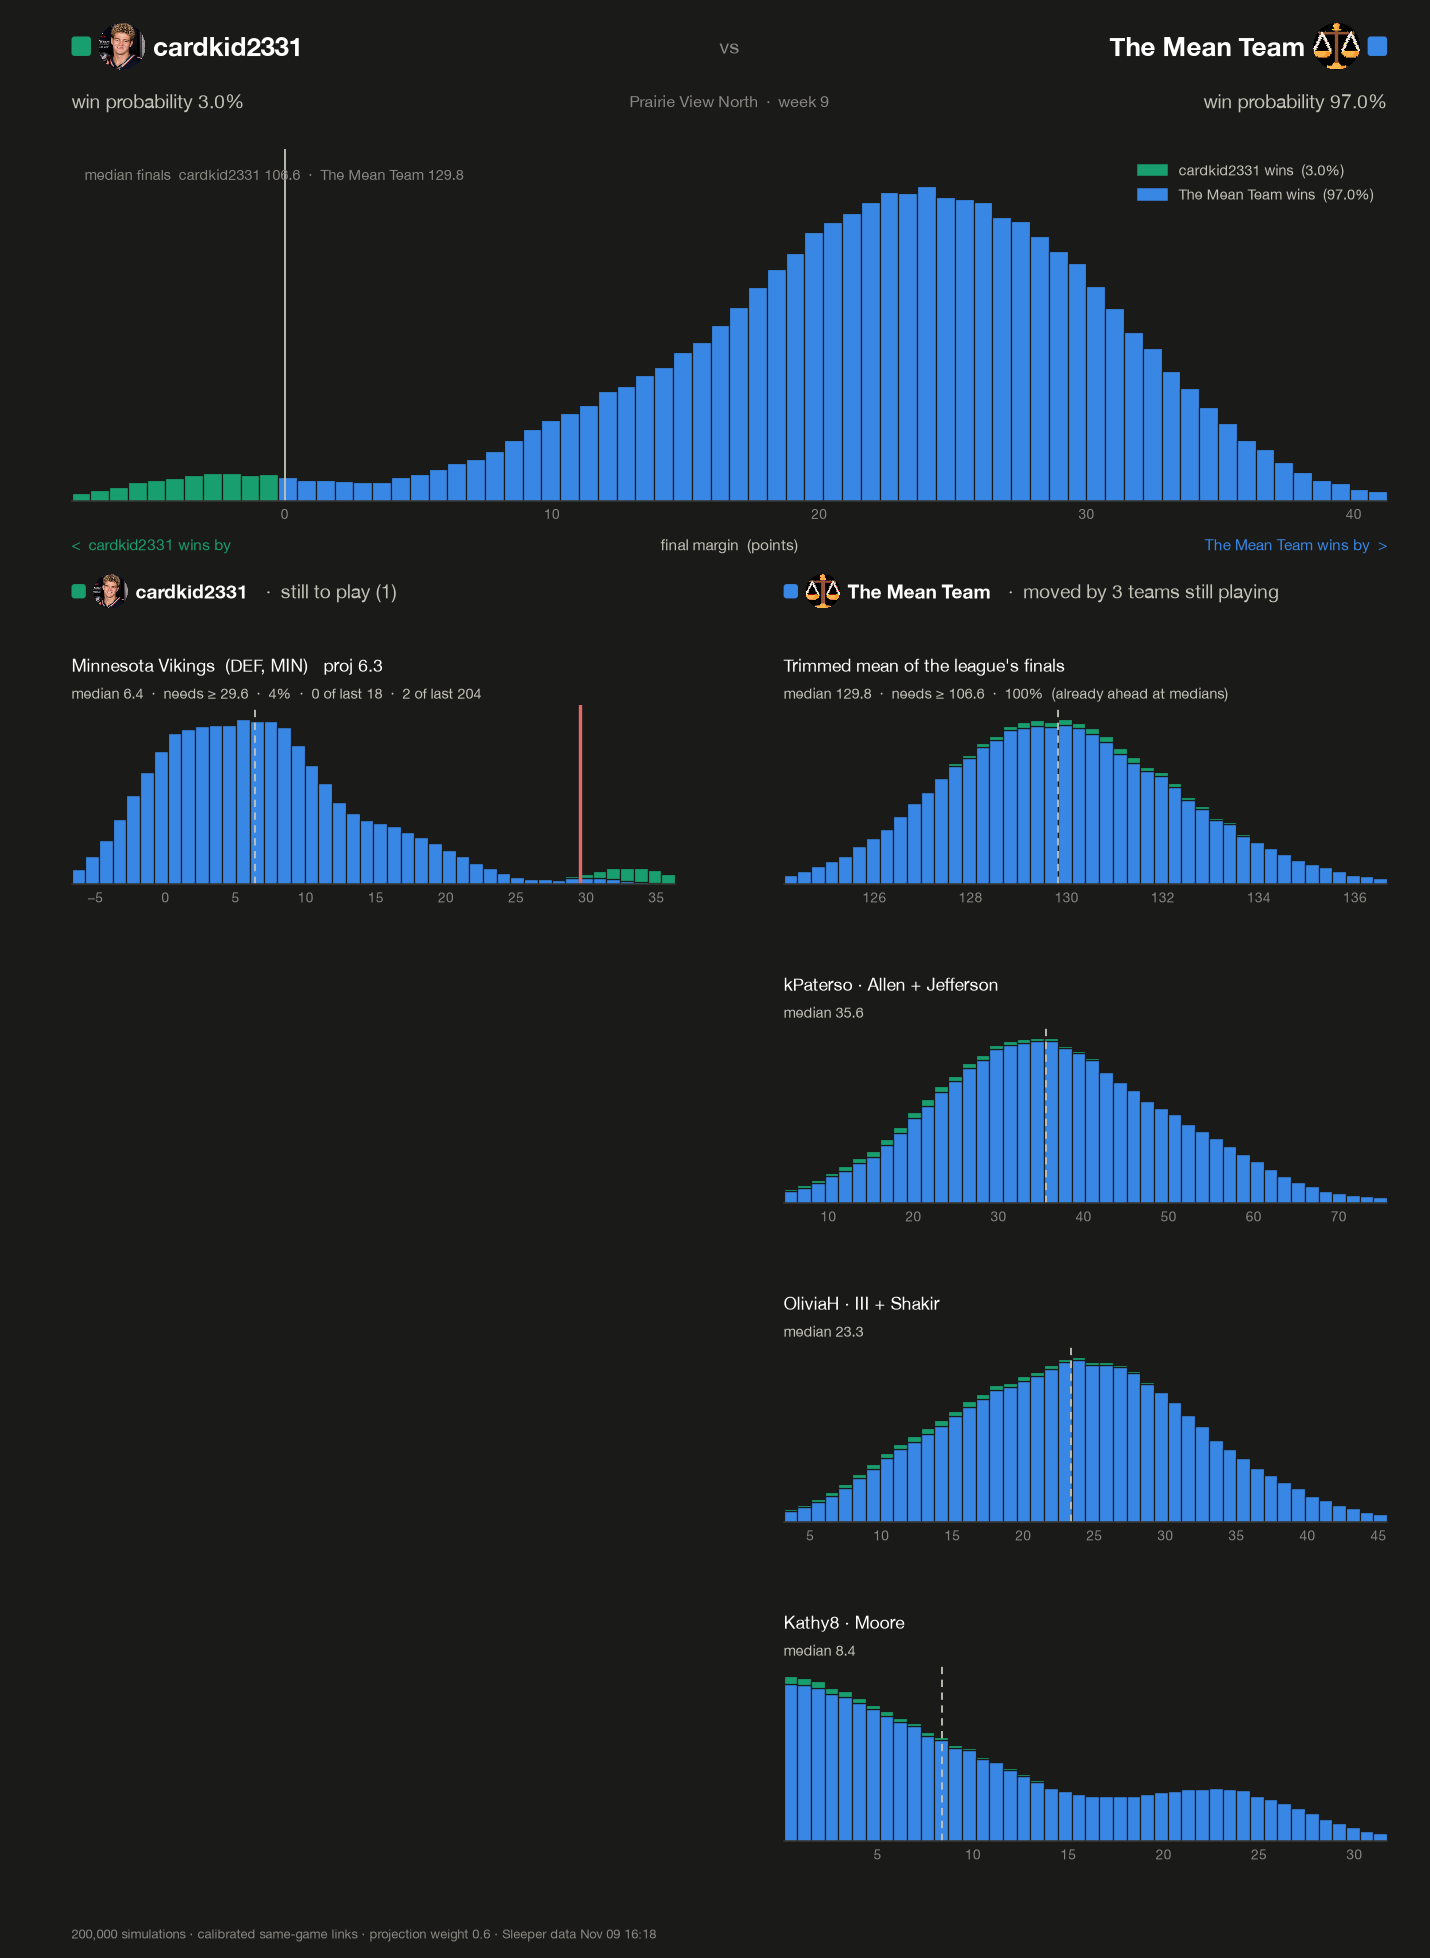 cardkid2331
vs
The Mean Team
win probability 3.0%
Prairie View North · week 9
win probability 97.0%
median finals cardkid2331 106.6 · The Mean Team 129.8
cardkid2331 wins (3.0%)
The Mean Team wins (97.0%)
0 10 20 30 40
< cardkid2331 wins by
final margin (points)
The Mean Team wins by >
cardkid2331 · still to play (1)
The Mean Team · moved by 3 teams still playing
Minnesota Vikings (DEF, MIN) proj 6.3
median 6.4 · needs ≥ 29.6 · 4% · 0 of last 18 · 2 of last 204
−5 0 5 10 15 20 25 30 35
Trimmed mean of the league's finals
median 129.8 · needs ≥ 106.6 · 100% (already ahead at medians)
126 128 130 132 134 136
kPaterso · Allen + Jefferson
median 35.6
10 20 30 40 50 60 70
OliviaH · III + Shakir
median 23.3
5 10 15 20 25 30 35 40 45
Kathy8 · Moore
median 8.4
5 10 15 20 25 30
200,000 simulations · calibrated same-game links · projection weight 0.6 · Sleeper data Nov 09 16:18